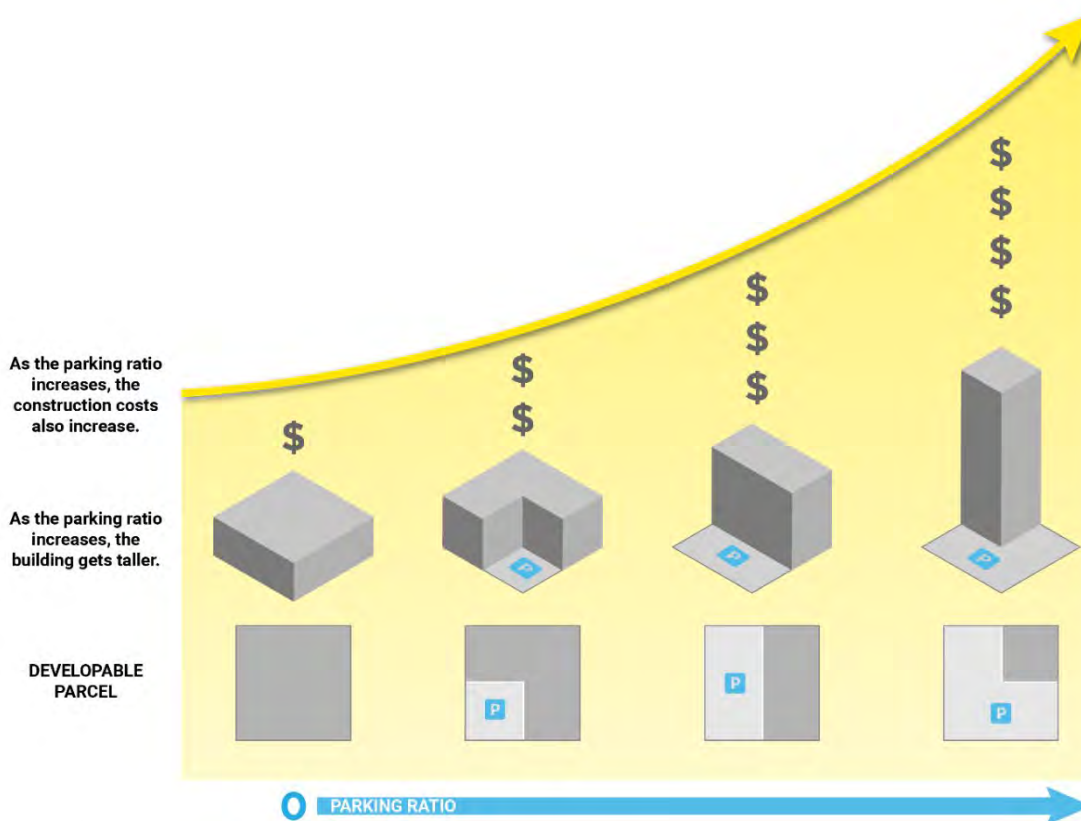 $
$
$
$
$
$
$
As the parking ratio
increases, the
construction costs
also increase.
$
$
$
As the parking ratio
increases, the
building gets taller.
P
P
P
DEVELOPABLE
PARCEL
P
P
P
0 PARKING RATIO